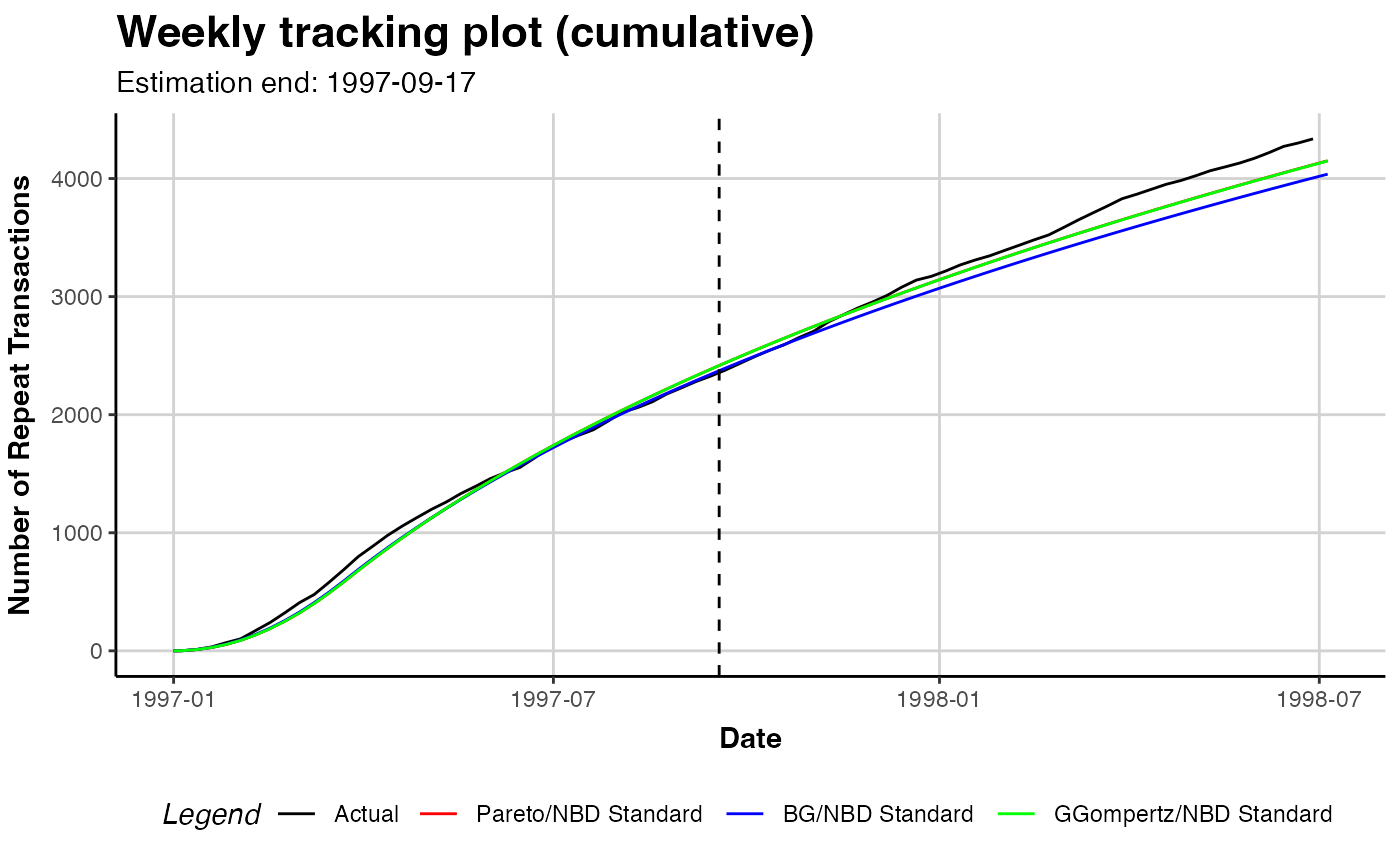 Weekly tracking plot (cumulative)
Estimation end: 1997-09-17
Number of Repeat Transactions
4000
3000
2000
1000
0
1997-01 1997-07 1998-01 1998-07
Date
Legend Actual Pareto/NBD Standard BG/NBD Standard GGompertz/NBD Standard